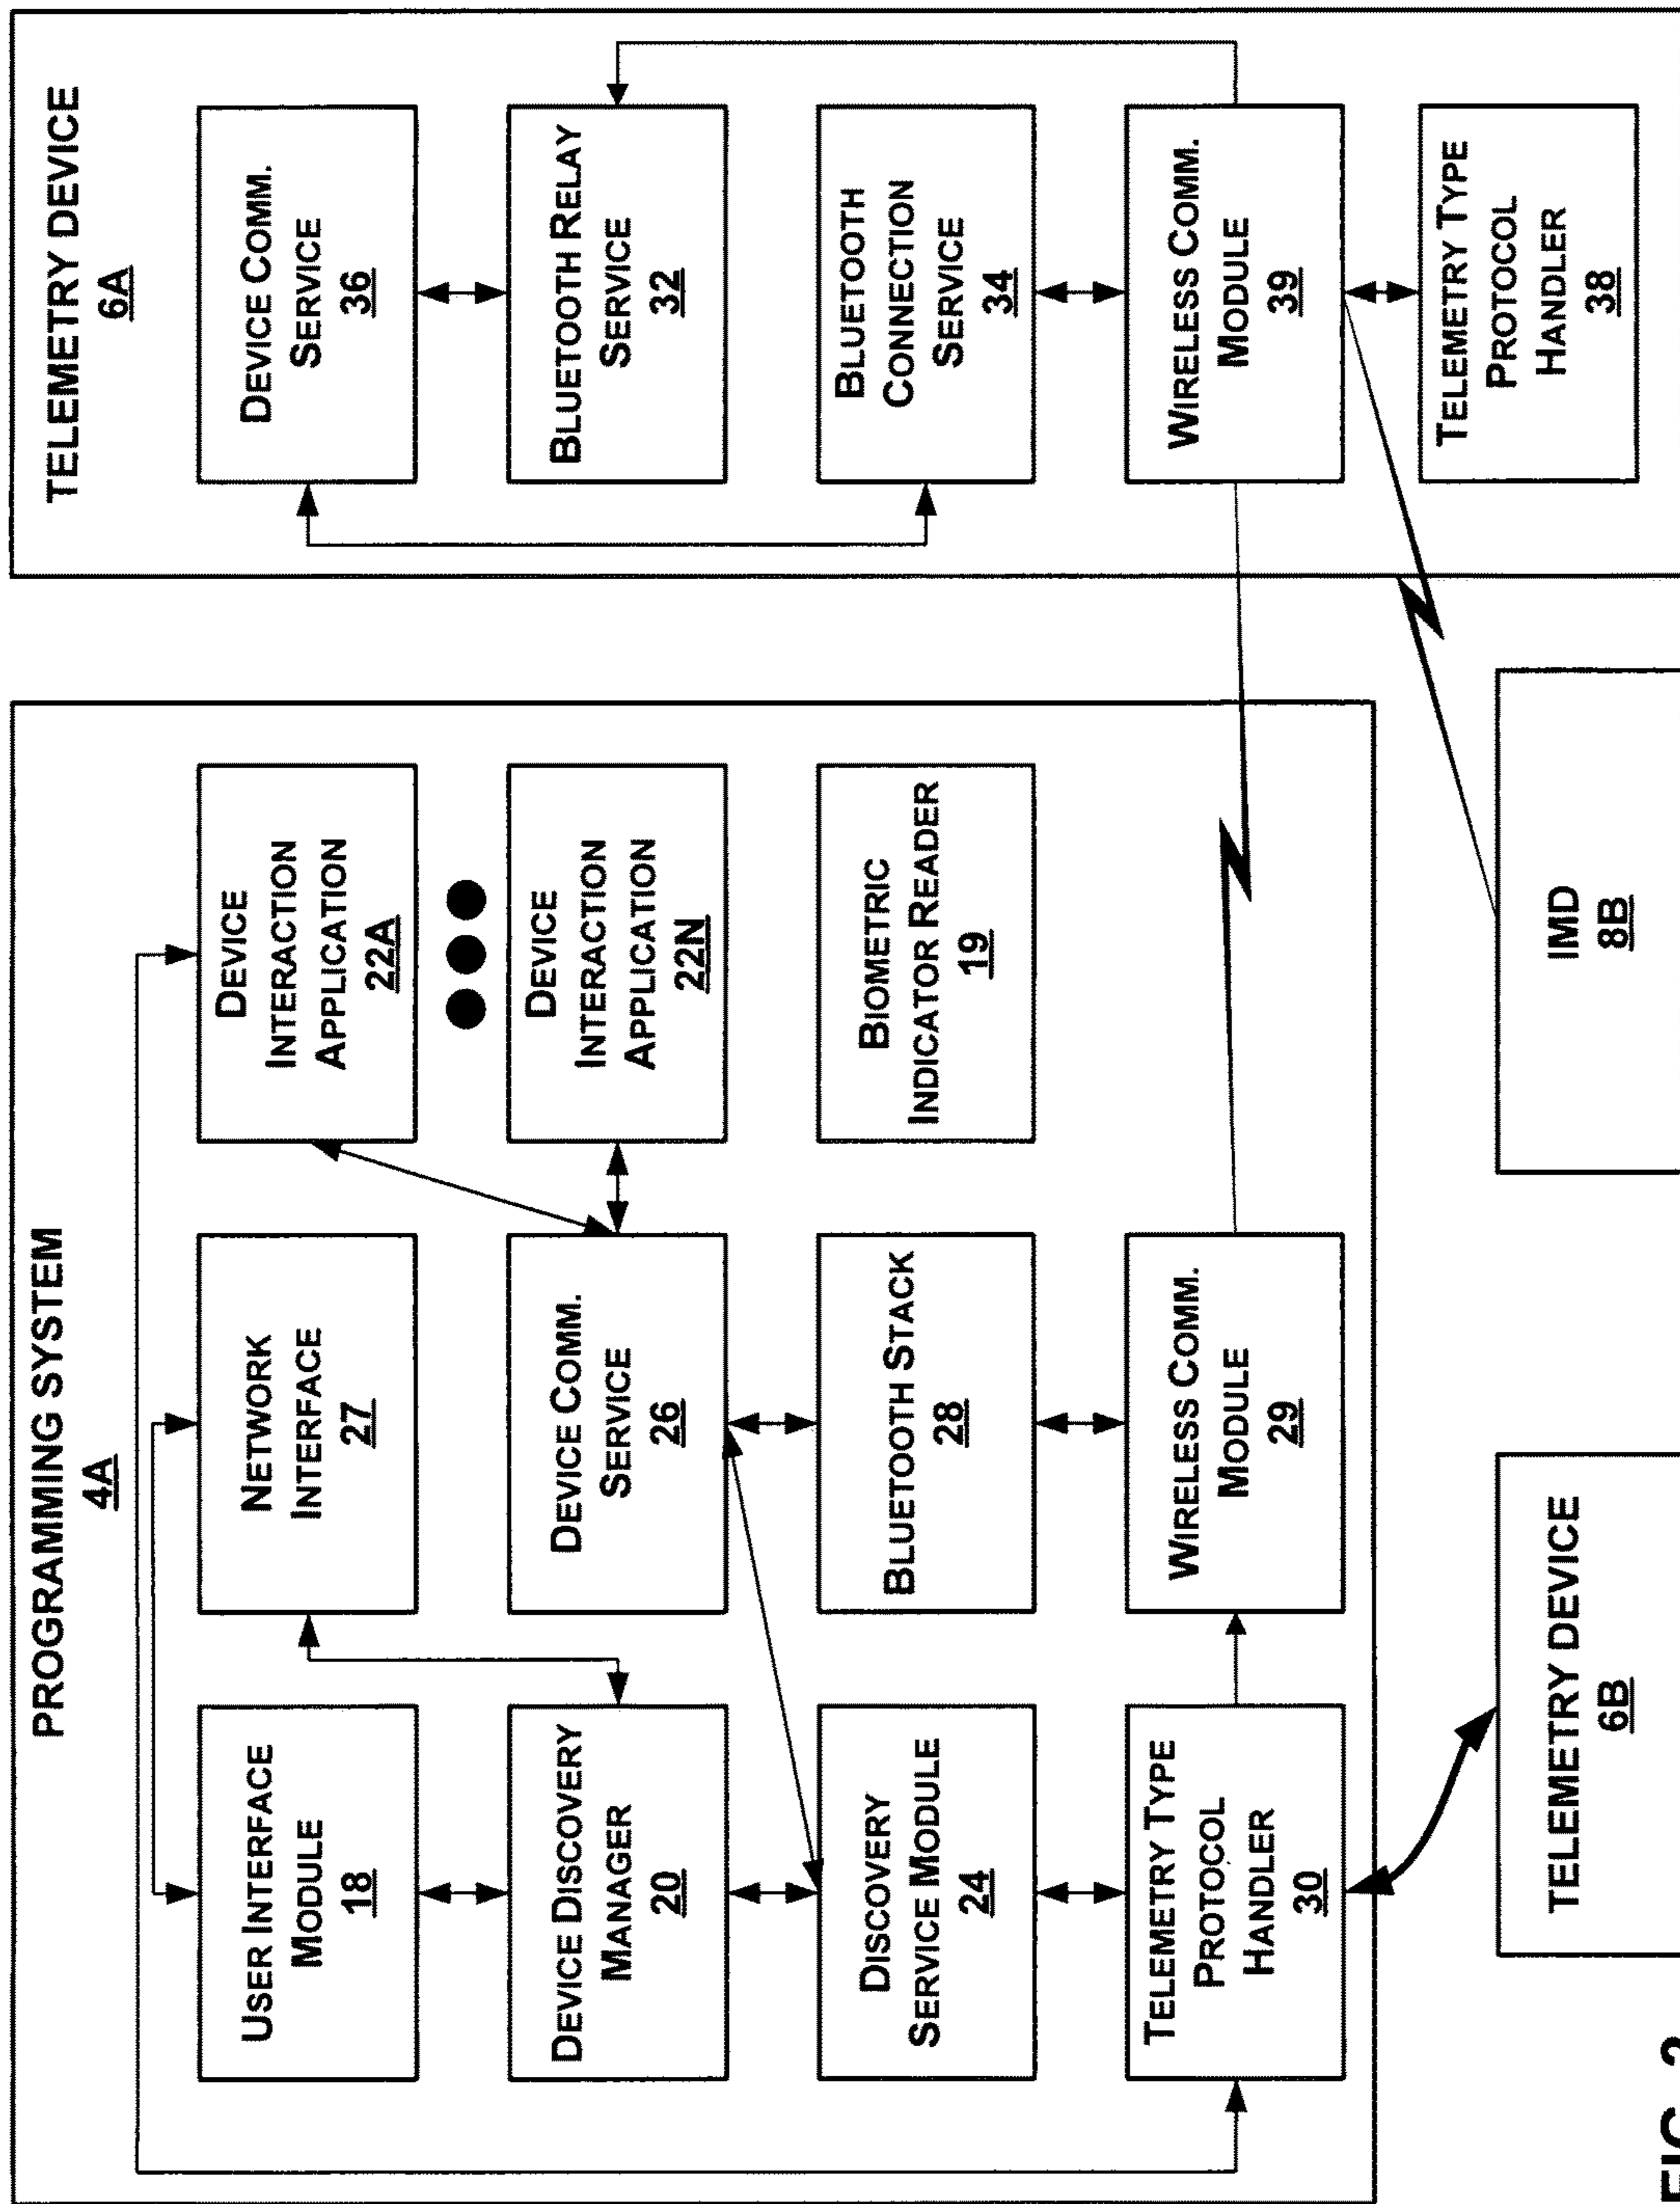 PROGRAMMING SYSTEM
4A
USER INTERFACE
MODULE
18
NETWORK
INTERFACE
27
DEVICE
INTERACTION
APPLICATION
22A
DEVICE DISCOVERY
MANAGER
20
DEVICE COMM.
SERVICE
26
DEVICE
INTERACTION
APPLICATION
22N
DISCOVERY
SERVICE MODULE
24
BLUETOOTH STACK
28
BIOMETRIC
INDICATOR READER
19
TELEMETRY TYPE
PROTOCOL
HANDLER
30
WIRELESS COMM.
MODULE
29
TELEMETRY DEVICE
6A
DEVICE COMM.
SERVICE
36
BLUETOOTH RELAY
SERVICE
32
BLUETOOTH
CONNECTION
SERVICE
34
WIRELESS COMM.
MODULE
39
TELEMETRY TYPE
PROTOCOL
HANDLER
38
TELEMETRY DEVICE
6B
IMD
8B
FIG. 2